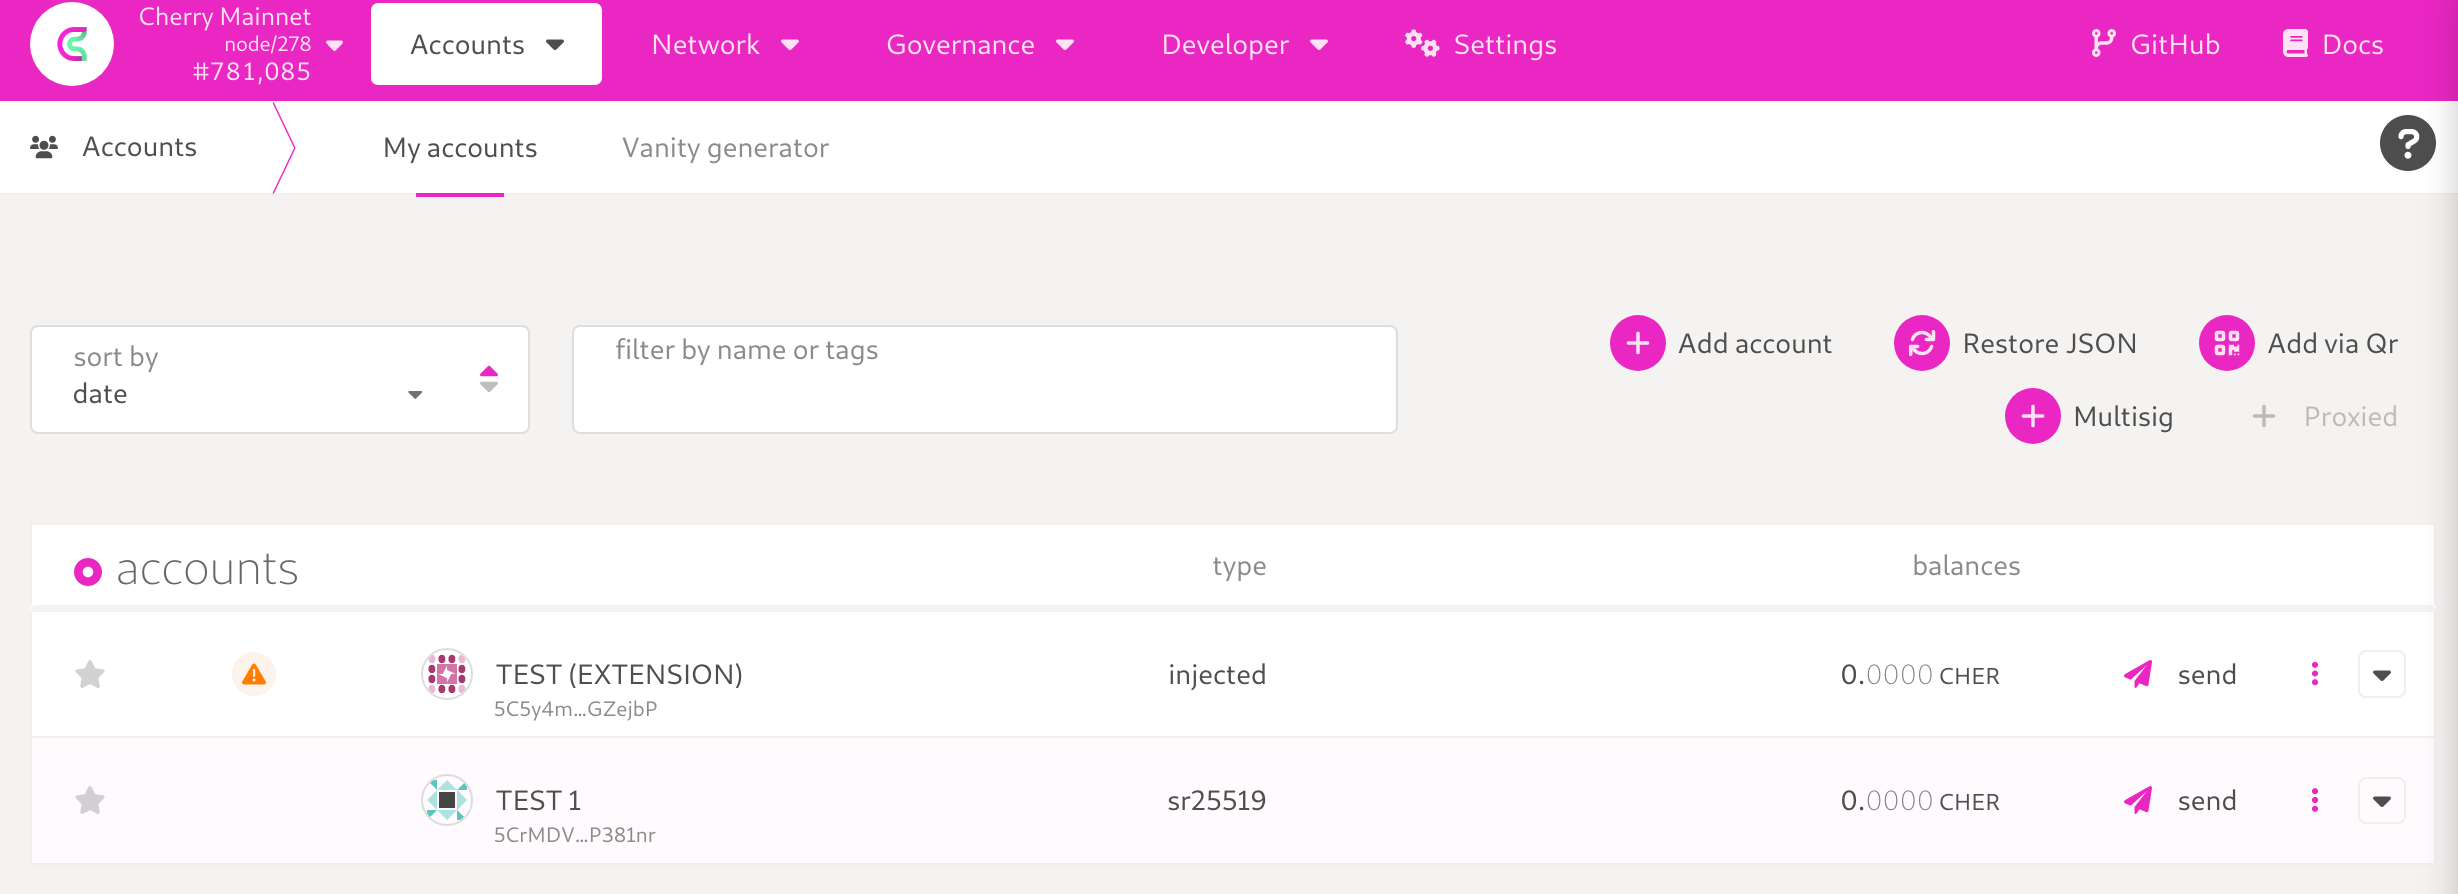 Cherry Mainnet
node/278
#781,085
Accounts
Network
Governance
Developer
Settings
GitHub
Docs
Accounts
My accounts
Vanity generator
?
sort by
date
filter by name or tags
Add account
Restore JSON
Add via Qr
Multisig
Proxied
accounts
type
balances
TEST (EXTENSION)
5C5y4m...GZejbP
injected
0.0000 CHER
send
TEST 1
5CrMDV...P381nr
sr25519
0.0000 CHER
send